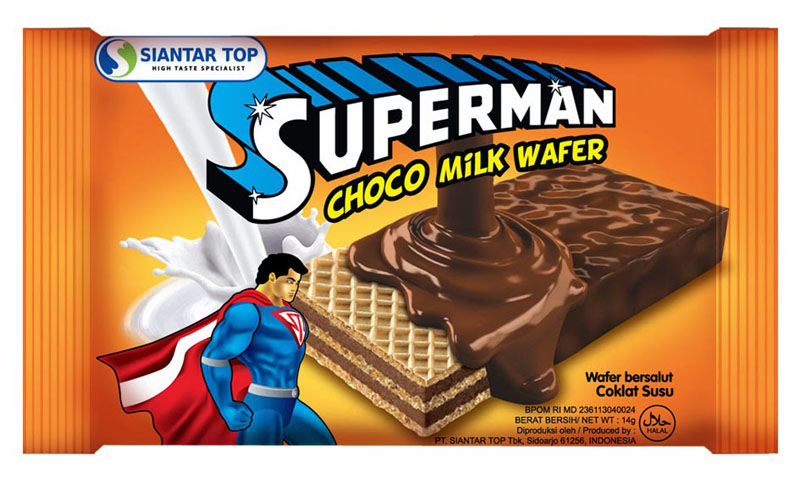 SIANTAR TOP
HIGH TASTE SPECIALIST
SUPERMAN
CHOCO MiLK WAFER
Wafer bersalut
Coklat Susu
BPOM RI MD 236113040024
BERAT BERSIH/ NET WT : 14g
Diproduksi oleh / Produced by :
PT. SIANTAR TOP Tbk, Sidoarjo 61256, INDONESIA
حلال
HALAL